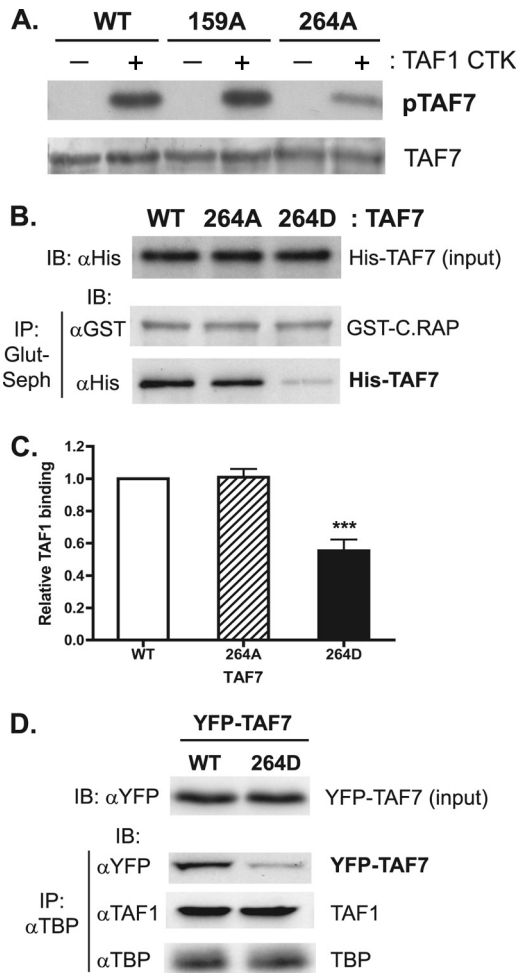 A.
WT 159A 264A
– + – + – + : TAF1 CTK
pTAF7
TAF7
B.
WT 264A 264D : TAF7
IB: αHis His-TAF7 (input)
IB:
IP: Glut-Seph
αGST GST-C.RAP
αHis His-TAF7
C.
Relative TAF1 binding
1.2
1.0
0.8
0.6
0.4
0.2
0.0
***
WT 264A 264D
TAF7
D.
YFP-TAF7
WT 264D
IB: αYFP YFP-TAF7 (input)
IB:
IP: αTBP
αYFP YFP-TAF7
αTAF1 TAF1
αTBP TBP